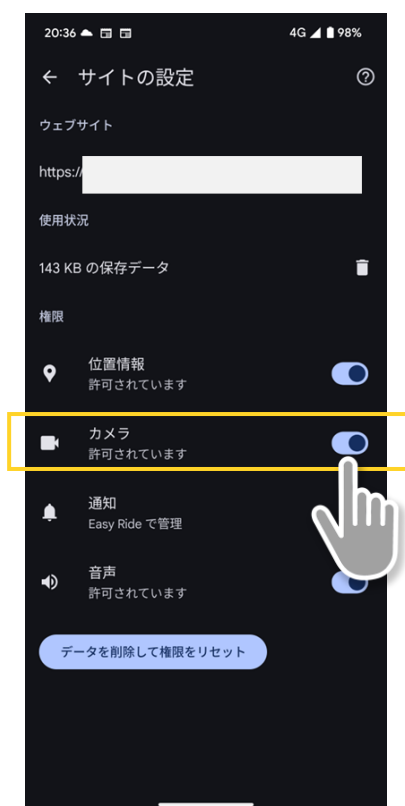 20:36
4G 98%
サイトの設定
ウェブサイト
https://
使用状況
143 KB の保存データ
権限
位置情報
許可されています
カメラ
許可されています
通知
Easy Ride で管理
音声
許可されています
データを削除して権限をリセット